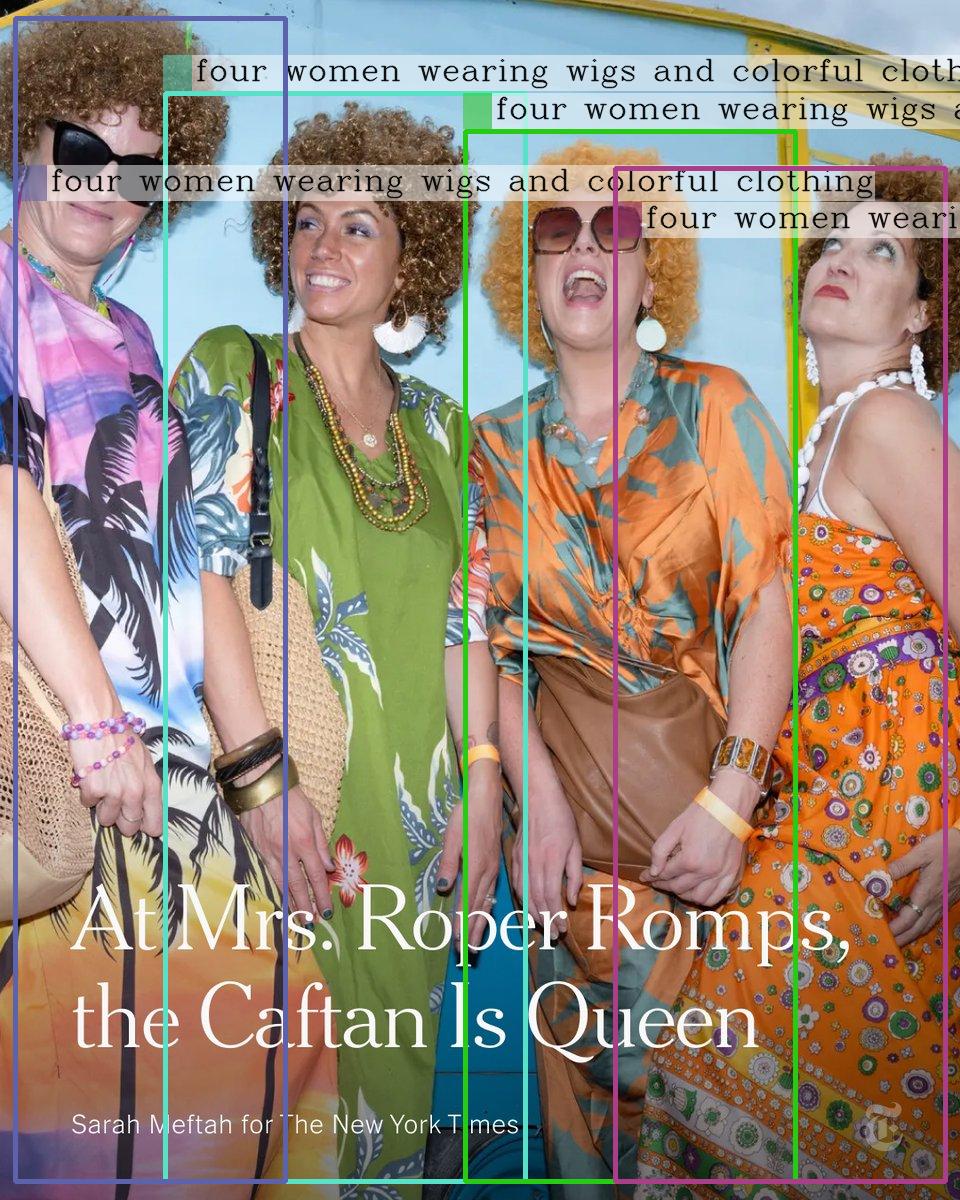 four women wearing wigs and colorful cloth
four women wearing wigs a
four women wearing wigs and colorful clothing
four women weari
At Mrs. Roper Romps,
the Caftan Is Queen
Sarah Meftah for The New York Times
T